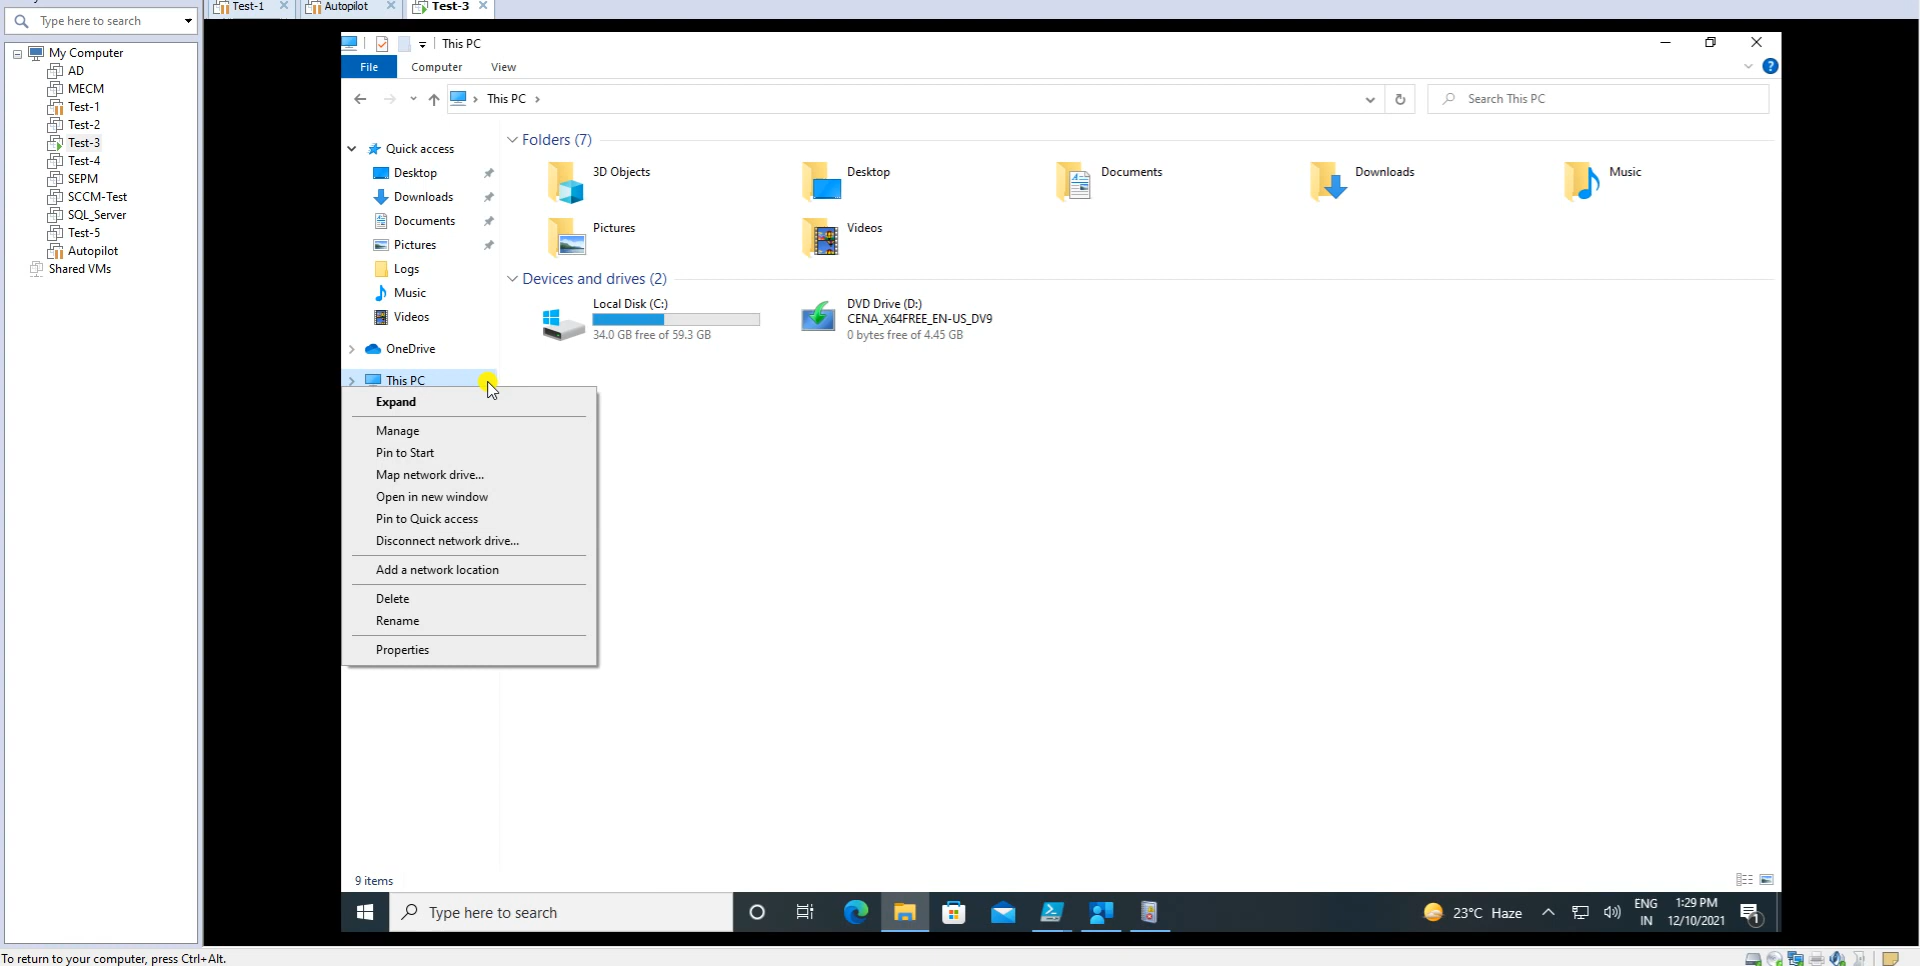 Test-1
Autopilot
Test-3
Type here to search
My Computer
AD
MECM
Test-1
Test-2
Test-3
Test-4
SEPM
SCCM-Test
SQL_Server
Test-5
Autopilot
Shared VMs
This PC
File
Computer
View
This PC
Search This PC
Quick access
Desktop
Downloads
Documents
Pictures
Logs
Music
Videos
OneDrive
This PC
Folders (7)
3D Objects
Desktop
Documents
Downloads
Music
Pictures
Videos
Devices and drives (2)
Local Disk (C:)
34.0 GB free of 59.3 GB
DVD Drive (D:)
CENA_X64FREE_EN-US_DV9
0 bytes free of 4.45 GB
Expand
Manage
Pin to Start
Map network drive...
Open in new window
Pin to Quick access
Disconnect network drive...
Add a network location
Delete
Rename
Properties
9 items
Type here to search
23°C Haze
ENG
IN
1:29 PM
12/10/2021
1
To return to your computer, press Ctrl+Alt.